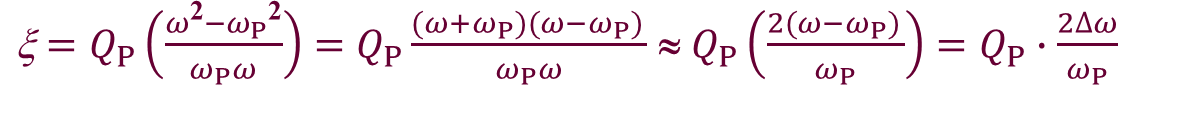 ξ = Q_P ((ω² − ω_P²)/(ω_P ω)) = Q_P ((ω+ω_P)(ω−ω_P))/(ω_P ω) ≈ Q_P ((2(ω−ω_P))/ω_P) = Q_P · (2Δω)/ω_P